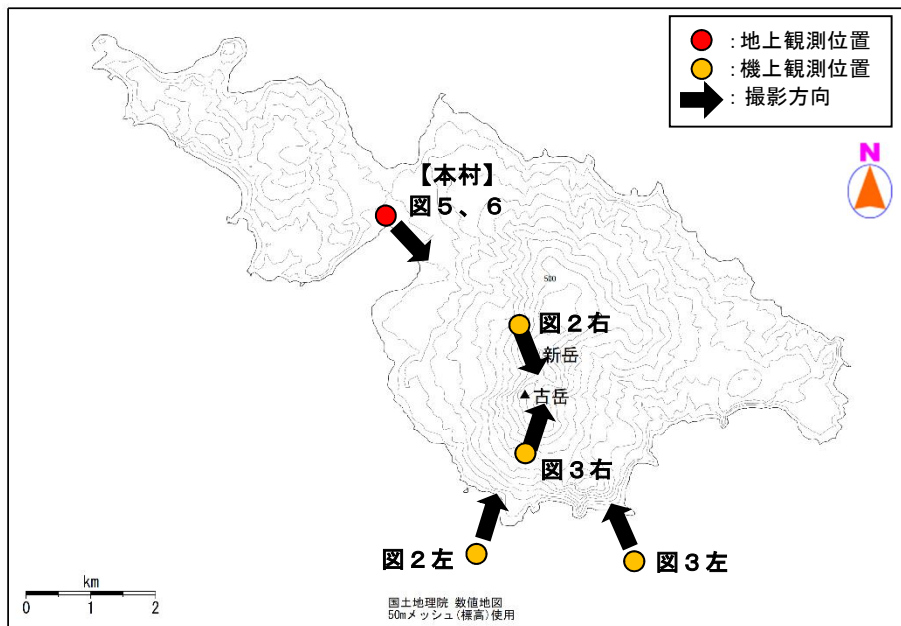 ：地上観測位置
：機上観測位置
：撮影方向
N
【本村】
図５、６
500
図２右
新岳
▲古岳
図３右
図２左
図３左
km
0 1 2
国土地理院 数値地図
50mメッシュ(標高)使用